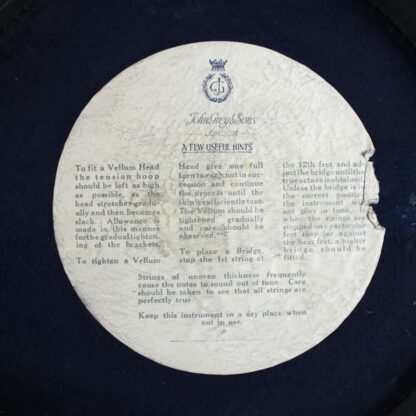 JG
John Grey & Sons
LONDON
A FEW USEFUL HINTS
To fit a Vellum Head
the tension hoop
should be left as high
as possible, as the
head stretches gradu-
ally and then becomes
slack. Allowance is
made in this manner
for the gradual tighten-
ing of the brackets.
To tighten a Vellum
Head give one full
turn to each nut in suc-
cession and continue
the process until the
skin is sufficiently taut.
The Vellum should be
tightened gradually
and care should be
observed.
To place a Bridge,
stop the 1st string at
the 12th fret and ad-
just the bridge until the
true octave is obtained.
Unless the bridge is in
the correct position
the instrument will
not play in tune. If
when the strings are
stopped on a particular
fret they jar against
the next fret, a higher
bridge should be
fitted.
Strings of uneven thickness frequently
cause the notes to sound out of tune. Care
should be taken to see that all strings are
perfectly true
Keep this instrument in a dry place when
not in use.